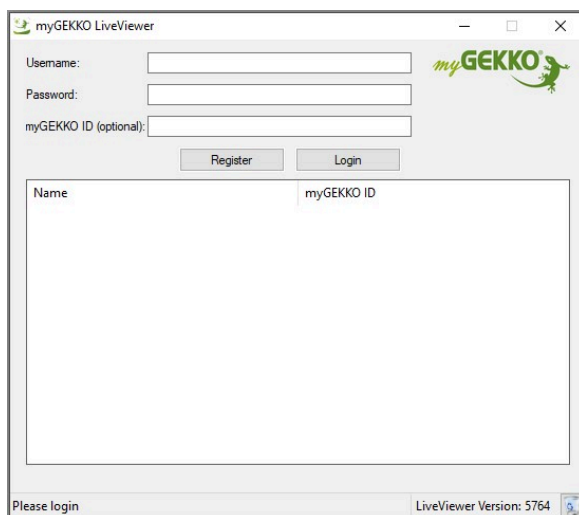 myGEKKO LiveViewer
Username:
myGEKKO
Password:
myGEKKO ID (optional):
Register Login
Name myGEKKO ID
Please login LiveViewer Version: 5764